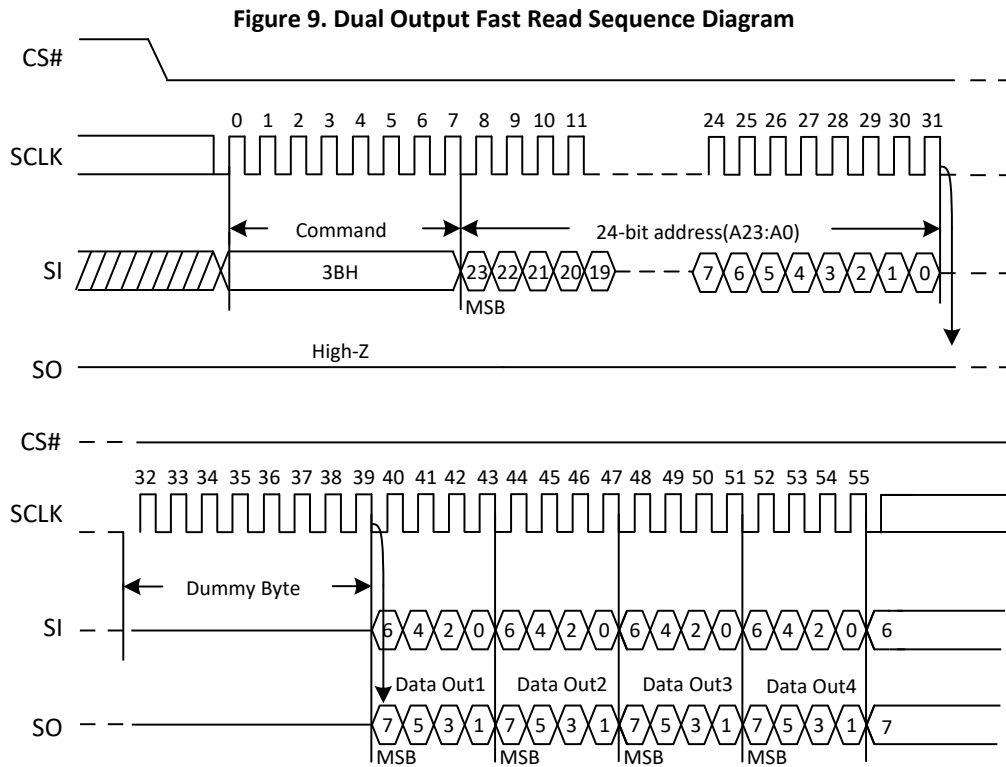 Figure 9. Dual Output Fast Read Sequence Diagram
CS#
0 1 2 3 4 5 6 7 8 9 10 11 24 25 26 27 28 29 30 31
SCLK
Command 24-bit address(A23:A0)
SI 3BH 23 22 21 20 19 7 6 5 4 3 2 1 0
MSB
High-Z
SO
CS#
32 33 34 35 36 37 38 39 40 41 42 43 44 45 46 47 48 49 50 51 52 53 54 55
SCLK
Dummy Byte
SI 6 4 2 0 6 4 2 0 6 4 2 0 6 4 2 0 6
Data Out1 Data Out2 Data Out3 Data Out4
SO 7 5 3 1 7 5 3 1 7 5 3 1 7 5 3 1 7
MSB MSB MSB MSB